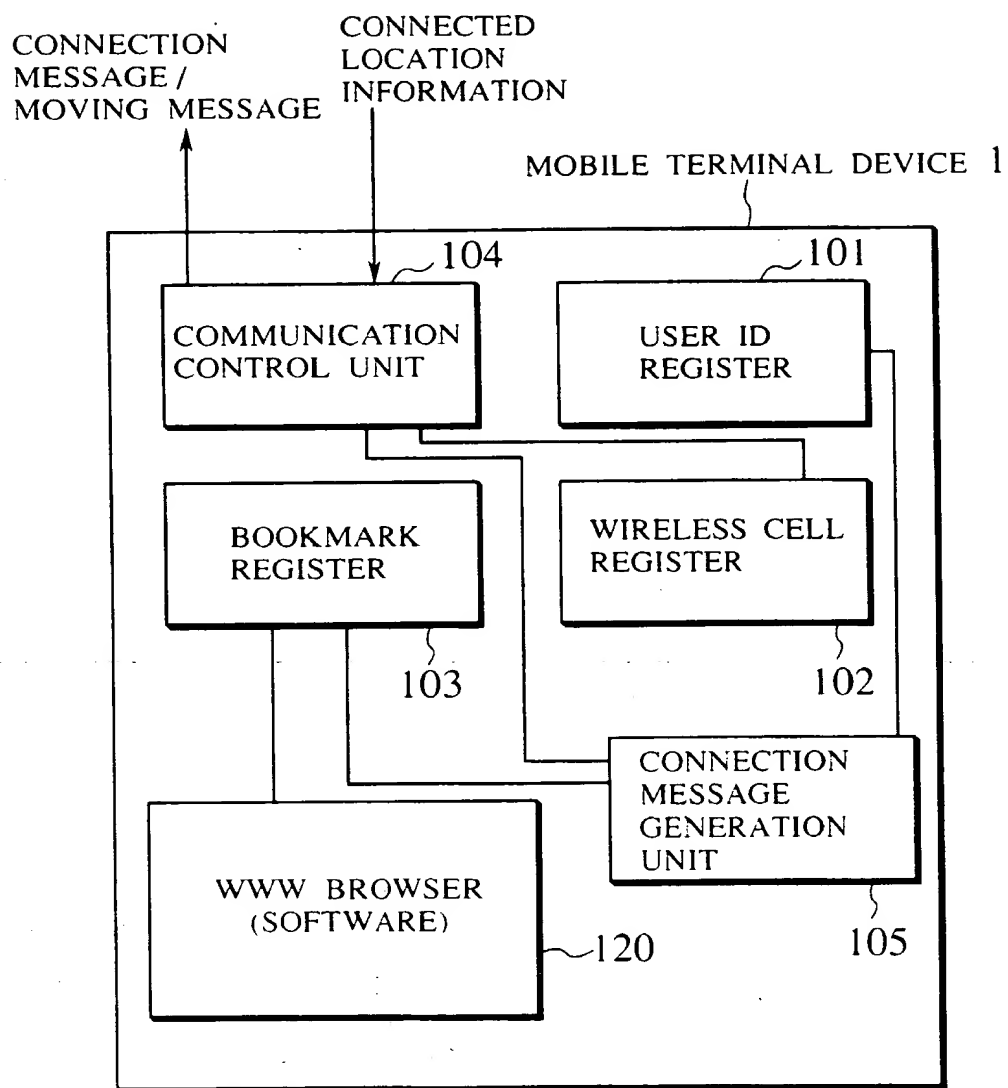 CONNECTION
MESSAGE /
MOVING MESSAGE
CONNECTED
LOCATION
INFORMATION
MOBILE TERMINAL DEVICE 1
104
101
COMMUNICATION
CONTROL UNIT
USER ID
REGISTER
BOOKMARK
REGISTER
WIRELESS CELL
REGISTER
103
102
CONNECTION
MESSAGE
GENERATION
UNIT
WWW BROWSER
(SOFTWARE)
120
105